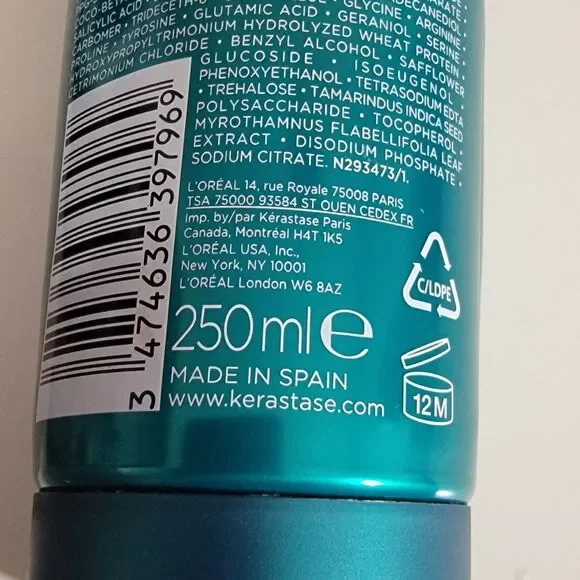 COCO-BET
SALICYLIC ACID
CARBOMER • TRIDECETH-
PROLINE • TYROSINE • GLUTAMIC ACID • GERANIOL • SERINE •
GLYCINE • ARGININE •
HYDROXYPROPYLTRIMONIUM HYDROLYZED WHEAT PROTEIN •
CETRIMONIUM CHLORIDE • BENZYL ALCOHOL • SAFFLOWER
GLUCOSIDE • ISOEUGENOL •
PHENOXYETHANOL • TETRASODIUM EDTA
• TREHALOSE • TAMARINDUS INDICA SEED
POLYSACCHARIDE • TOCOPHEROL •
MYROTHAMNUS FLABELLIFOLIA LEAF
EXTRACT • DISODIUM PHOSPHATE •
SODIUM CITRATE. N293473/1.
L'ORÉAL 14, rue Royale 75008 PARIS
TSA 75000 93584 ST OUEN CEDEX FR
Imp. by/par Kérastase Paris
Canada, Montréal H4T 1K5
L'ORÉAL USA, Inc.,
New York, NY 10001
L'ORÉAL London W6 8AZ
250ml e
MADE IN SPAIN
www.kerastase.com
3 474636 397969
C/LDPE
12M